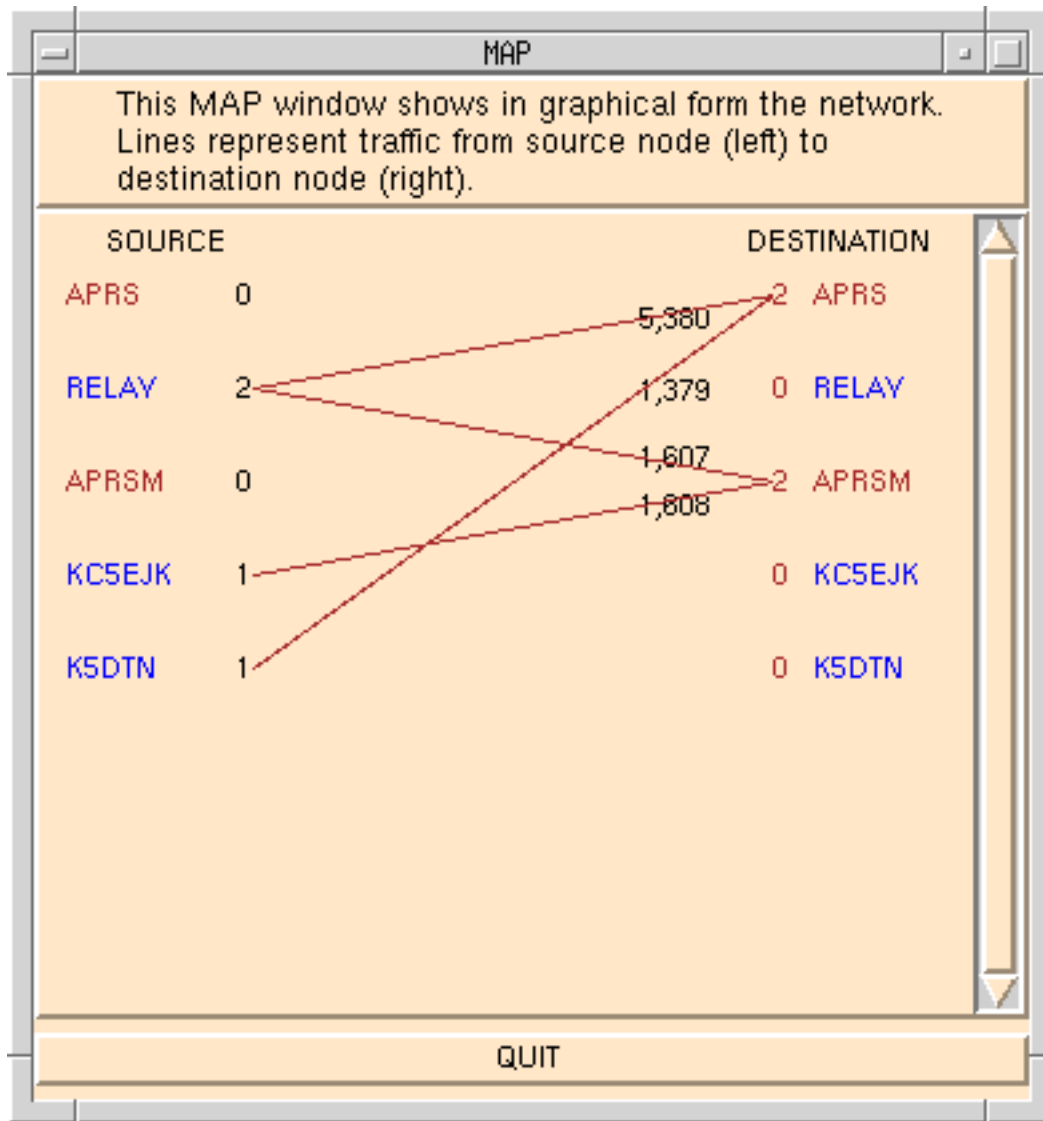 MAP
This MAP window shows in graphical form the network.
Lines represent traffic from source node (left) to
destination node (right).
SOURCE DESTINATION
APRS 0 2 APRS
5,380
RELAY 2 1,379 0 RELAY
1,607
APRSM 0 2 APRSM
1,608
KC5EJK 1 0 KC5EJK
K5DTN 1 0 K5DTN
QUIT